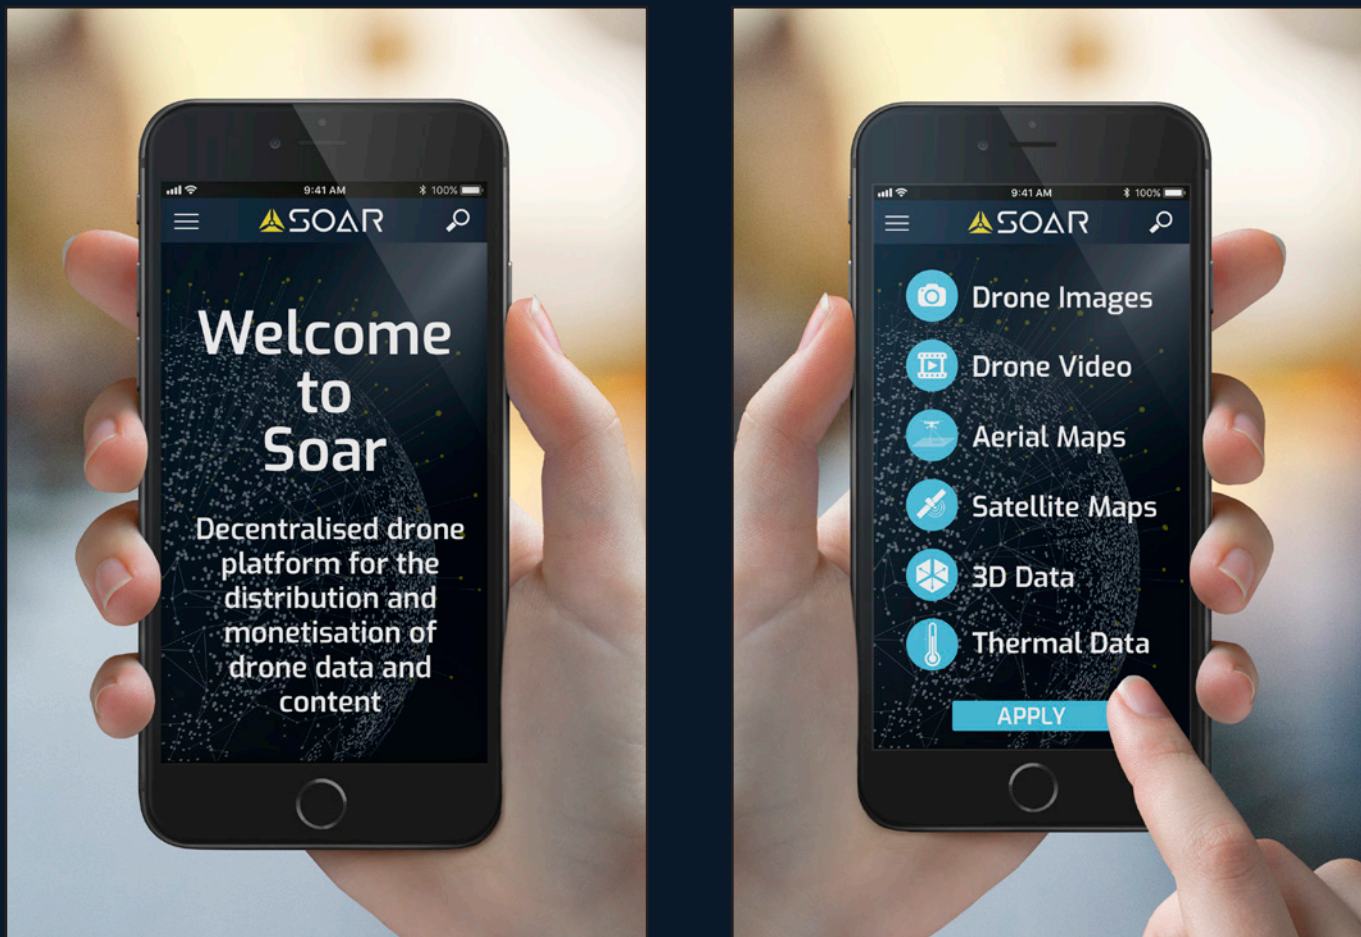 9:41 AM
100%
SOAR
Welcome
to
Soar
Decentralised drone
platform for the
distribution and
monetisation of
drone data and
content
9:41 AM
100%
SOAR
Drone Images
Drone Video
Aerial Maps
Satellite Maps
3D Data
Thermal Data
APPLY